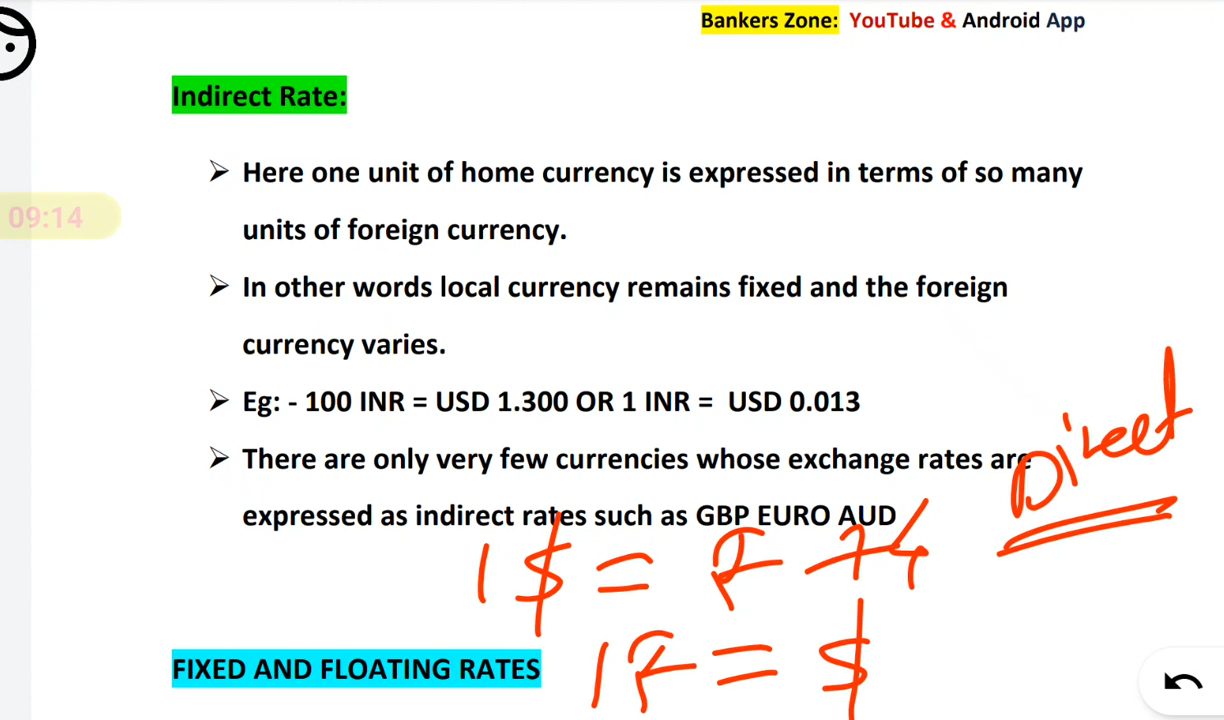 Bankers Zone: YouTube & Android App
Indirect Rate:
➢ Here one unit of home currency is expressed in terms of so many
units of foreign currency.
09:14
➢ In other words local currency remains fixed and the foreign
currency varies.
➢ Eg: - 100 INR = USD 1.300 OR 1 INR = USD 0.013
➢ There are only very few currencies whose exchange rates are
expressed as indirect rates such as GBP EURO AUD
Direct
1 $ = ₹ 74
FIXED AND FLOATING RATES
1 ₹ = $